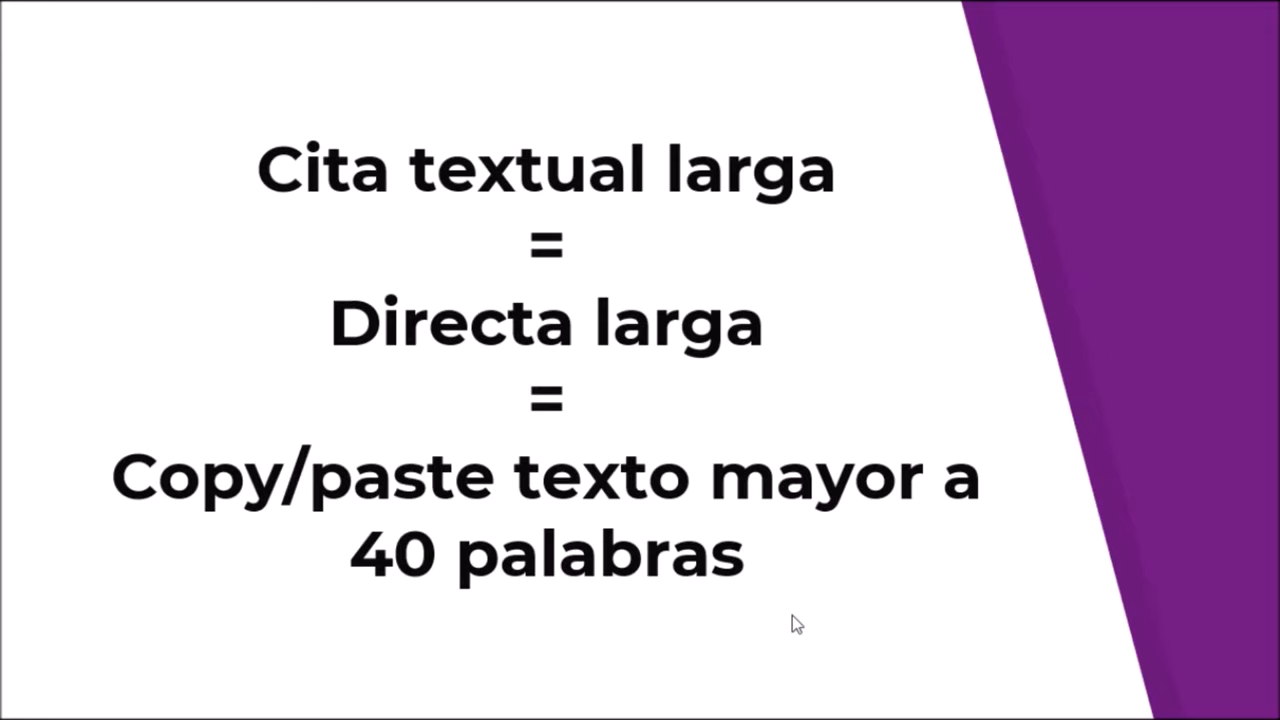 Cita textual larga
=
Directa larga
=
Copy/paste texto mayor a
40 palabras